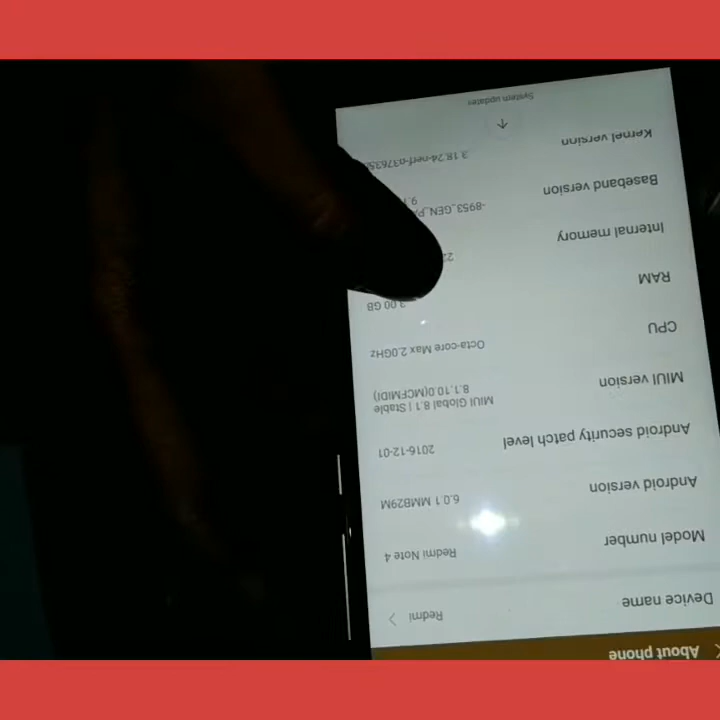 About phone
Device name Redmi
Model number Redmi Note 4
Android version 6.0.1 MMB29M
Android security patch level 2016-12-01
MIUI version MIUI Global 8.1 | Stable
8.1.10.0(MCFMIDI)
CPU Octa-core Max 2.0GHz
RAM 3.00 GB
Internal memory
Baseband version
Kernel version
System updates